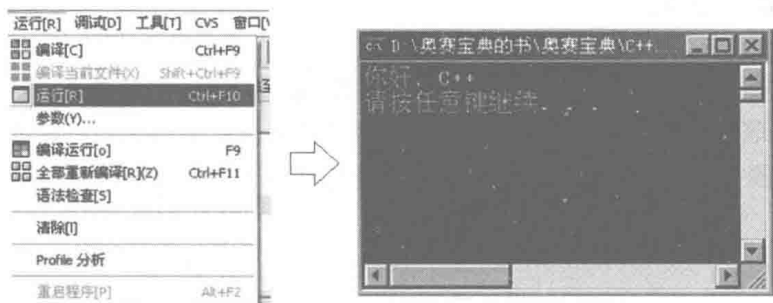 运行[R] 调试[D] 工具[T] CVS 窗口[
编译[C] Ctrl+F9
编译当前文件(X) Shift+Ctrl+F9
运行[R] Ctrl+F10
参数(Y)...
编译运行[o] F9
全部重新编译[R](Z) Ctrl+F11
语法检查[S]
清除[I]
Profile 分析
重启程序[P] Alt+F2
D:\奥赛宝典的书\奥赛宝典\C++...
你好, C++
请按任意键继续. . .